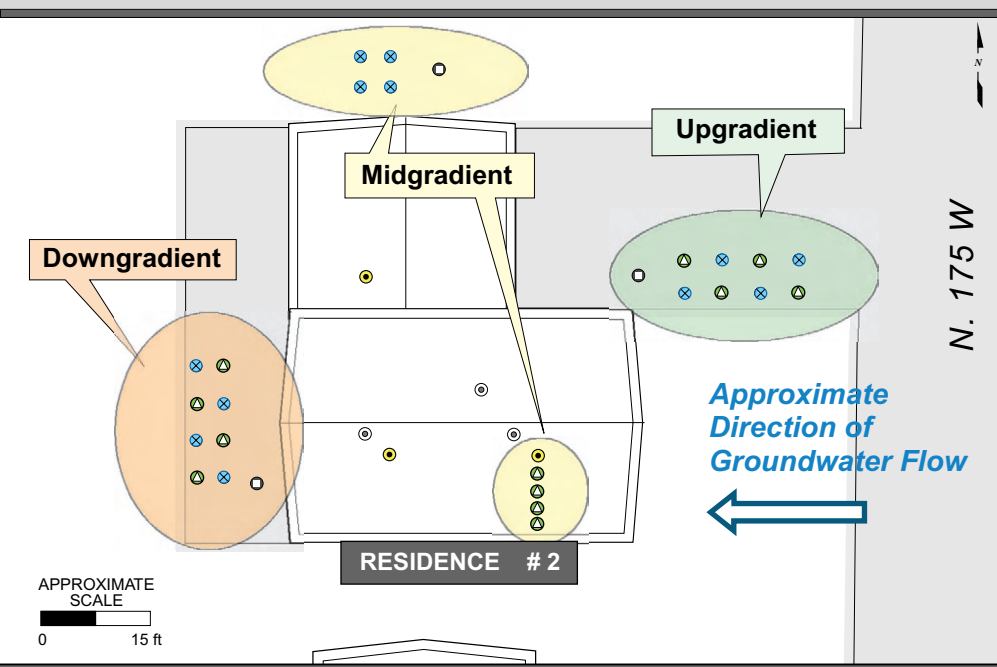 N
Upgradient
Midgradient
N. 175 W
Downgradient
Approximate
Direction of
Groundwater Flow
RESIDENCE # 2
APPROXIMATE
SCALE
0 15 ft